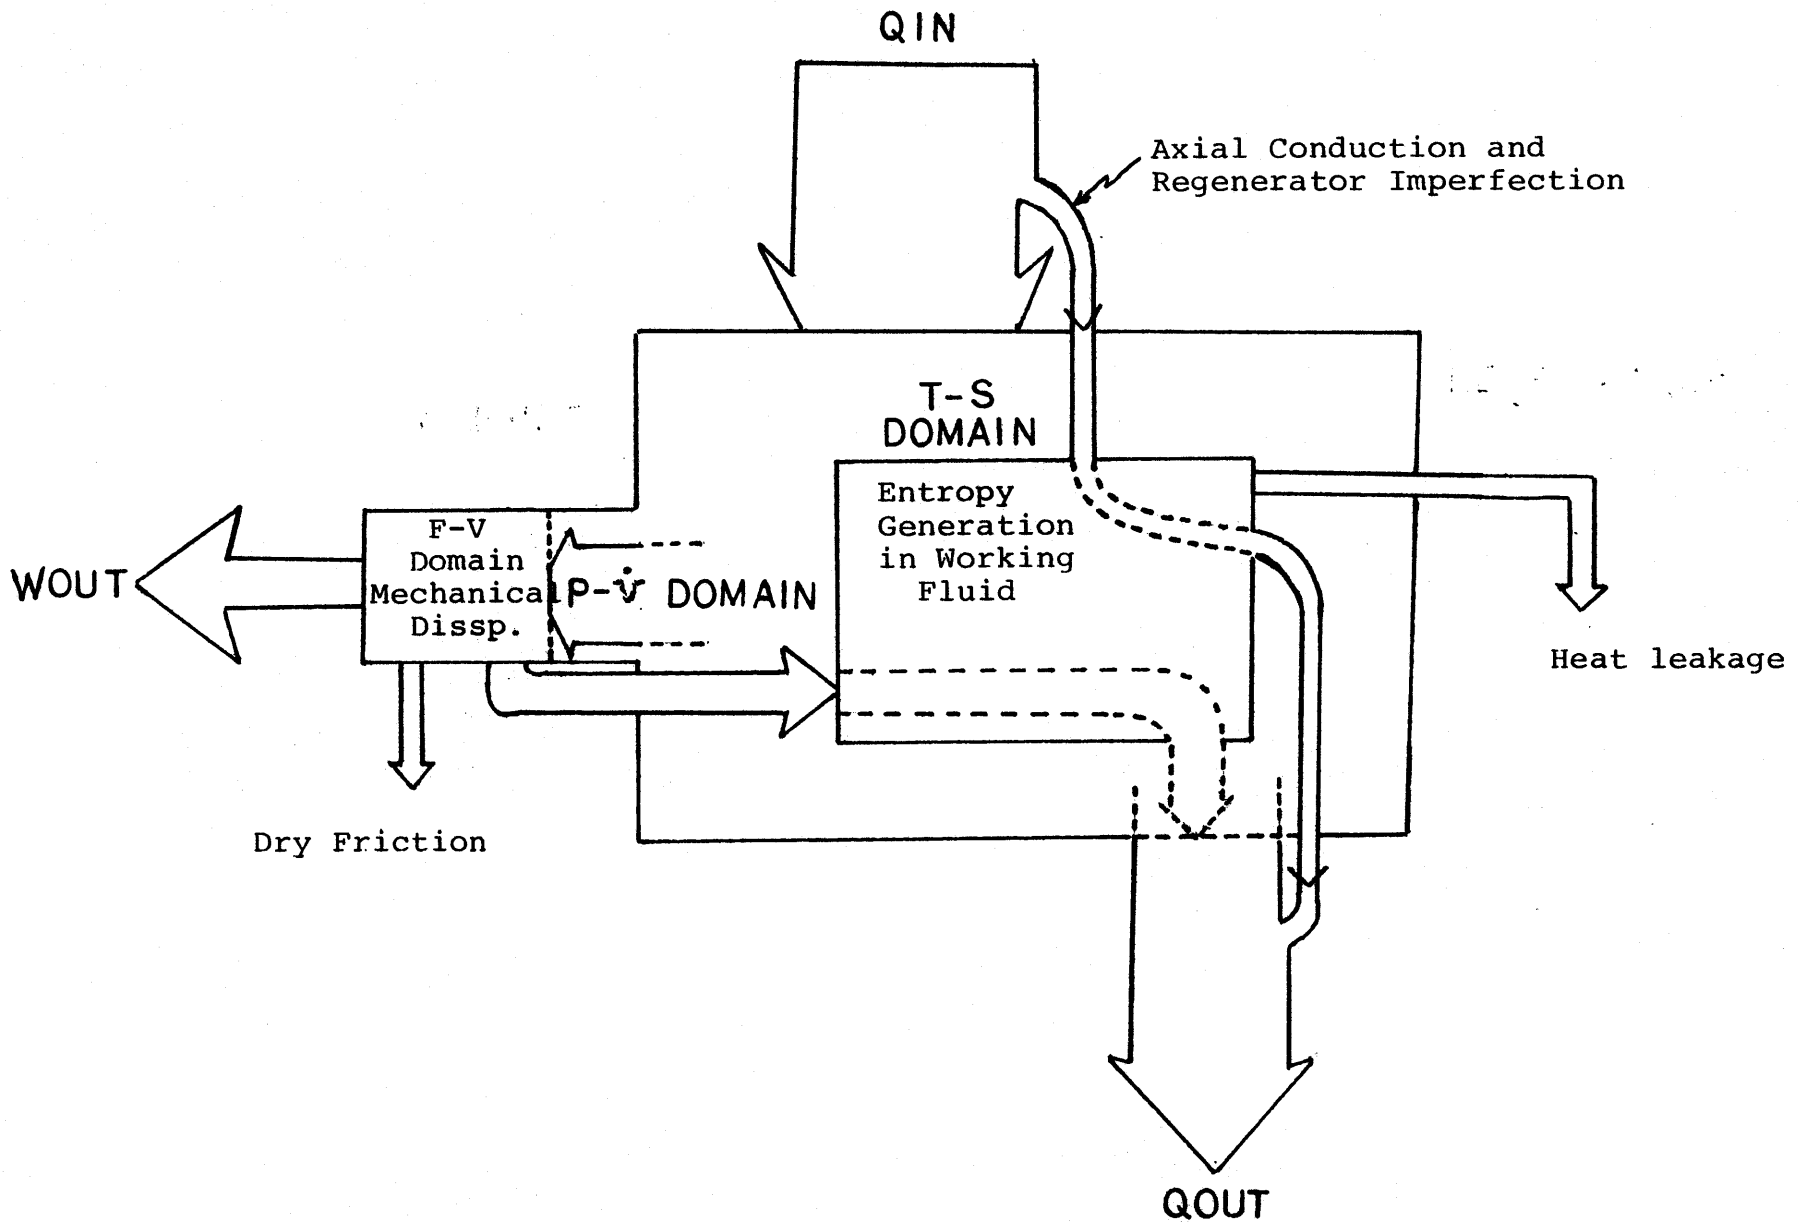 QIN
Axial Conduction and
Regenerator Imperfection
T-S
DOMAIN
Entropy
Generation
in Working
Fluid
F-V
Domain
Mechanical
Dissp.
P-v̇ DOMAIN
WOUT
Heat leakage
Dry Friction
QOUT